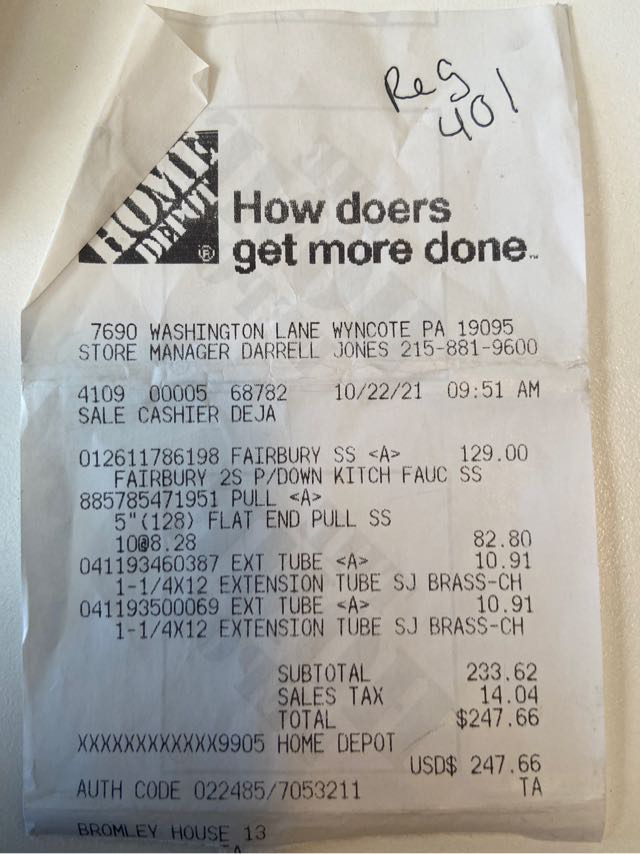 Reg
401
HOME
DEPOT
®
How doers
get more done™
7690 WASHINGTON LANE WYNCOTE PA 19095
STORE MANAGER DARRELL JONES 215-881-9600
4109 00005 68782 10/22/21 09:51 AM
SALE CASHIER DEJA
012611786198 FAIRBURY SS <A> 129.00
FAIRBURY 2S P/DOWN KITCH FAUC SS
885785471951 PULL <A>
5"(128) FLAT END PULL SS
10@8.28 82.80
041193460387 EXT TUBE <A> 10.91
1-1/4X12 EXTENSION TUBE SJ BRASS-CH
041193500069 EXT TUBE <A> 10.91
1-1/4X12 EXTENSION TUBE SJ BRASS-CH
SUBTOTAL 233.62
SALES TAX 14.04
TOTAL $247.66
XXXXXXXXXXXX9905 HOME DEPOT
USD$ 247.66
AUTH CODE 022485/7053211 TA
BROMLEY HOUSE 13